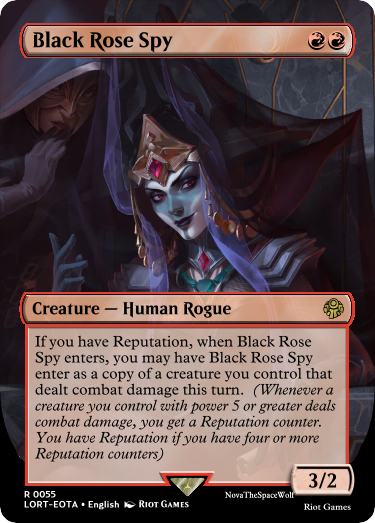 Black Rose Spy
Creature — Human Rogue
If you have Reputation, when Black Rose
Spy enters, you may have Black Rose Spy
enter as a copy of a creature you control that
dealt combat damage this turn. (Whenever a
creature you control with power 5 or greater deals
combat damage, you get a Reputation counter.
You have Reputation if you have four or more
Reputation counters)
3/2
R 0055
LORT-EOTA • English Riot Games
NovaTheSpaceWolf
Riot Games